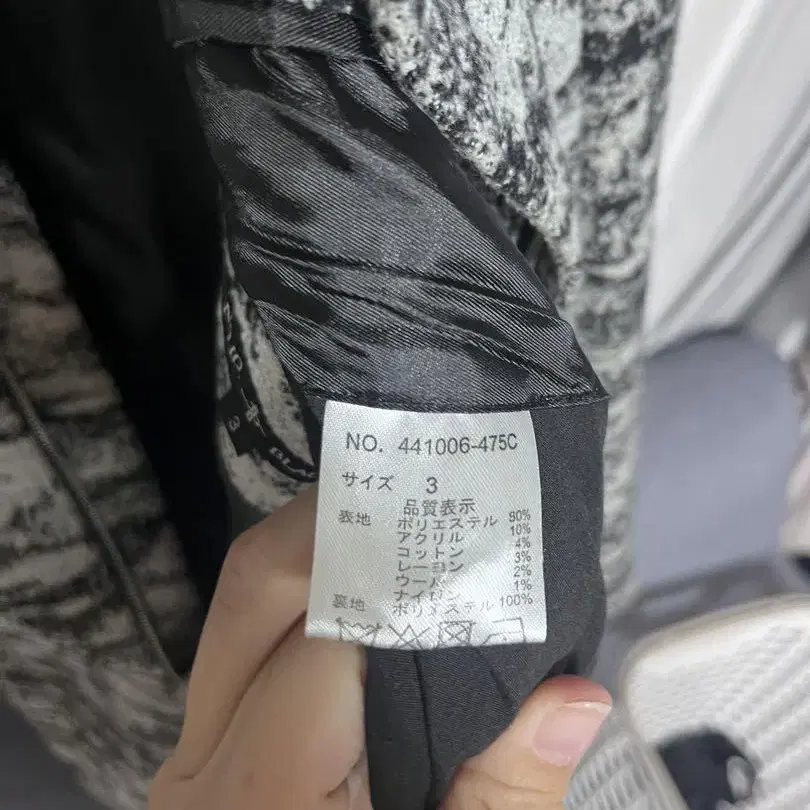 NO. 441006-475C
サイズ 3
品質表示
表地 ポリエステル 80%
アクリル 10%
コットン 4%
レーヨン 3%
ウール 2%
ナイロン 1%
裏地 ポリエステル 100%
3